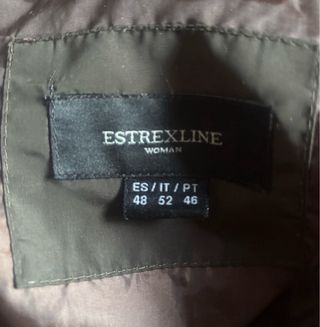 ESTREXLINE
WOMAN
ES / IT / PT
48 52 46